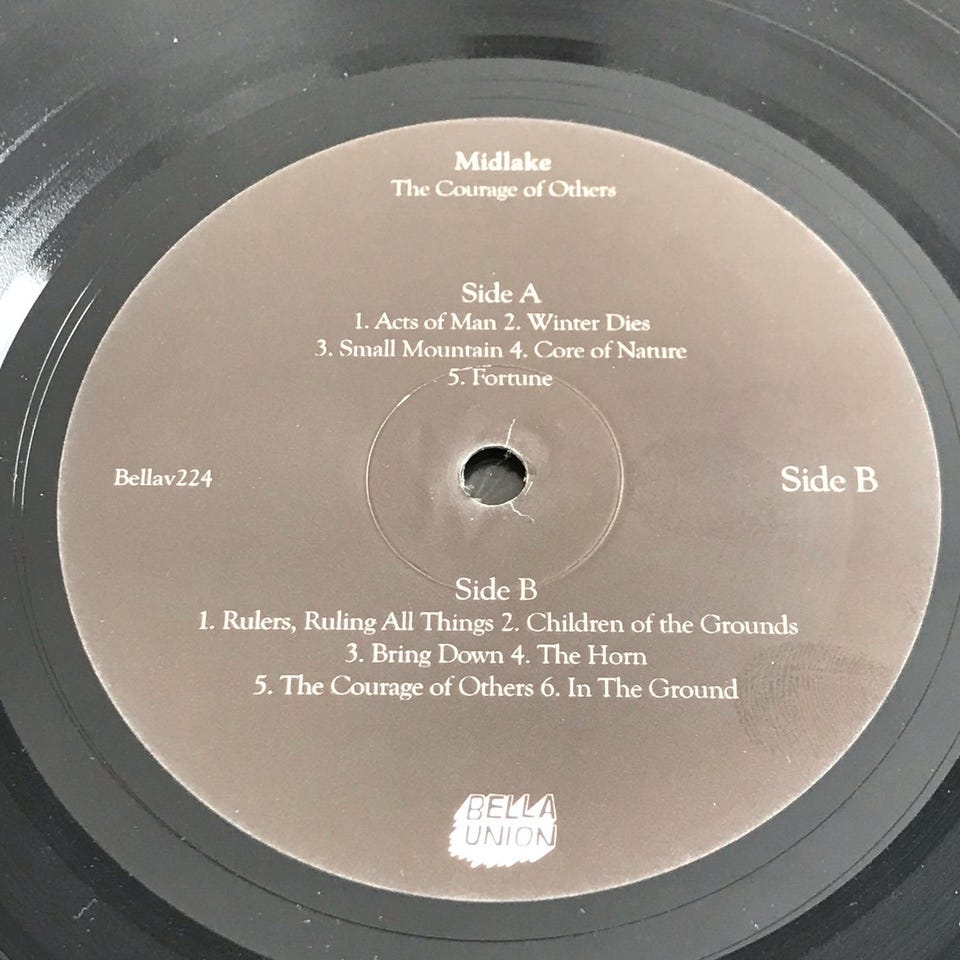 Midlake
The Courage of Others
Side A
1. Acts of Man 2. Winter Dies
3. Small Mountain 4. Core of Nature
5. Fortune
Bellav224
Side B
Side B
1. Rulers, Ruling All Things 2. Children of the Grounds
3. Bring Down 4. The Horn
5. The Courage of Others 6. In The Ground
BELLA
UNION